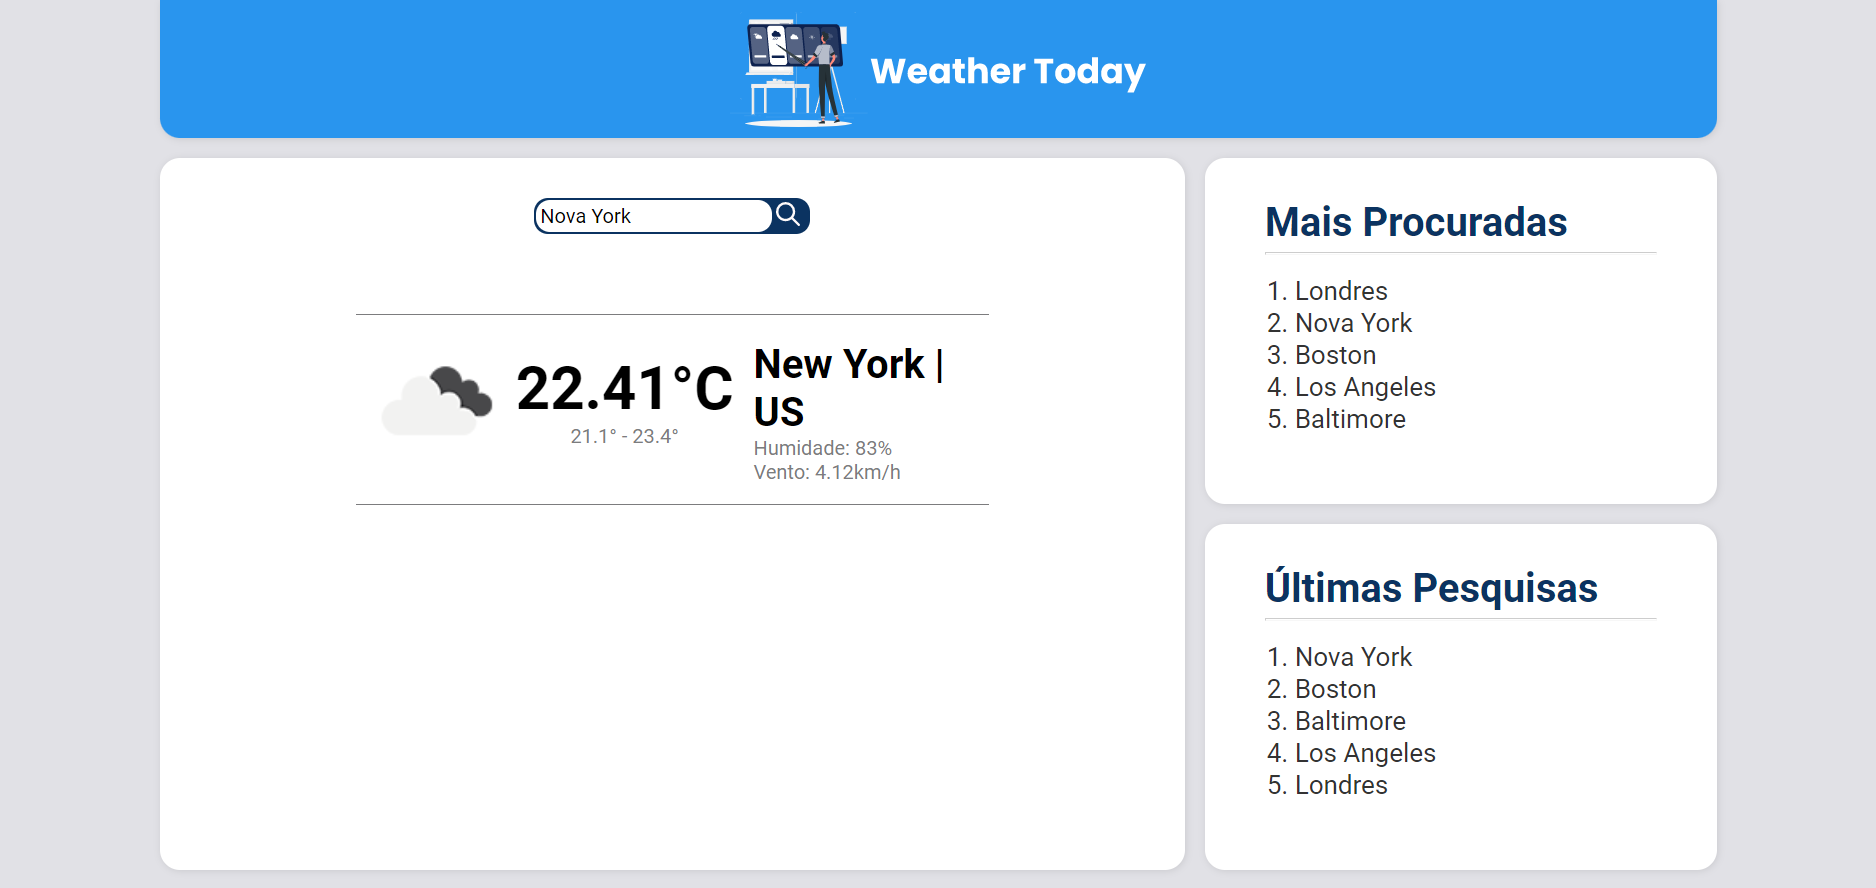 Weather Today
Nova York
22.41°C
21.1° - 23.4°
New York |
US
Humidade: 83%
Vento: 4.12km/h
Mais Procuradas
1. Londres
2. Nova York
3. Boston
4. Los Angeles
5. Baltimore
Últimas Pesquisas
1. Nova York
2. Boston
3. Baltimore
4. Los Angeles
5. Londres